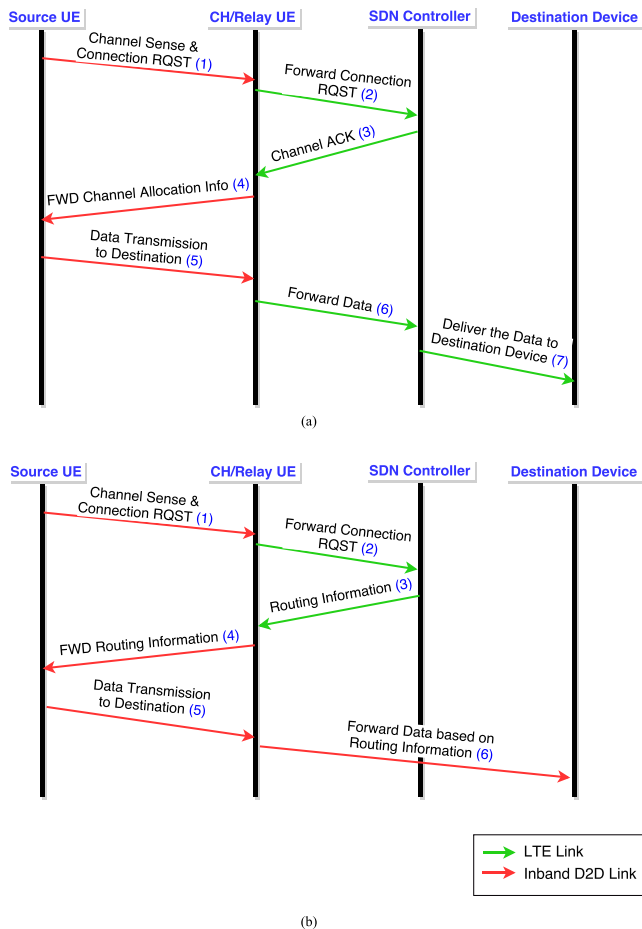 Source UE
CH/Relay UE
SDN Controller
Destination Device
Channel Sense &
Connection RQST (1)
Forward Connection
RQST (2)
Channel ACK (3)
FWD Channel Allocation Info (4)
Data Transmission
to Destination (5)
Forward Data (6)
Deliver the Data to
Destination Device (7)
(a)
Source UE
CH/Relay UE
SDN Controller
Destination Device
Channel Sense &
Connection RQST (1)
Forward Connection
RQST (2)
Routing Information (3)
FWD Routing Information (4)
Data Transmission
to Destination (5)
Forward Data based on
Routing Information (6)
LTE Link
Inband D2D Link
(b)